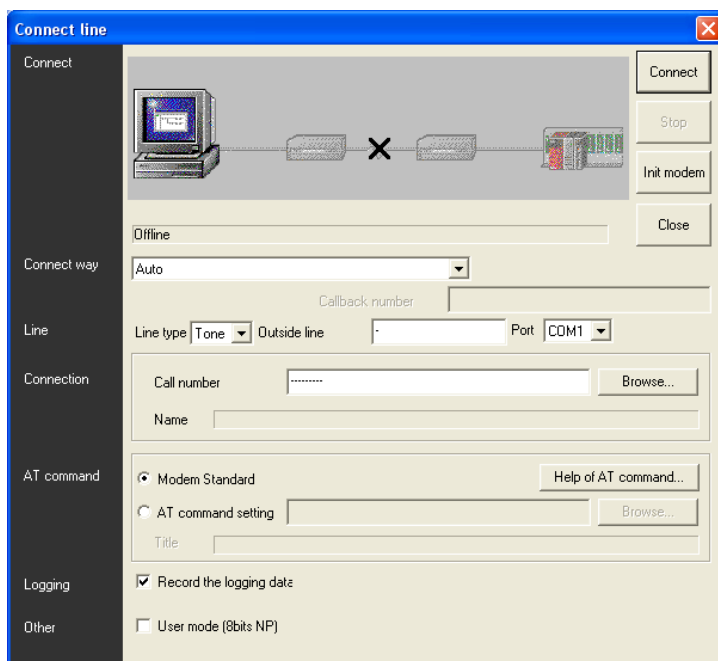 Connect line
Connect
Connect
Stop
Init modem
Close
Offline
Connect way
Auto
Callback number
Line
Line type Tone Outside line - Port COM1
Connection
Call number --------- Browse...
Name
AT command
Modem Standard Help of AT command...
AT command setting Browse...
Title
Logging
Record the logging data
Other
User mode (8bits NP)